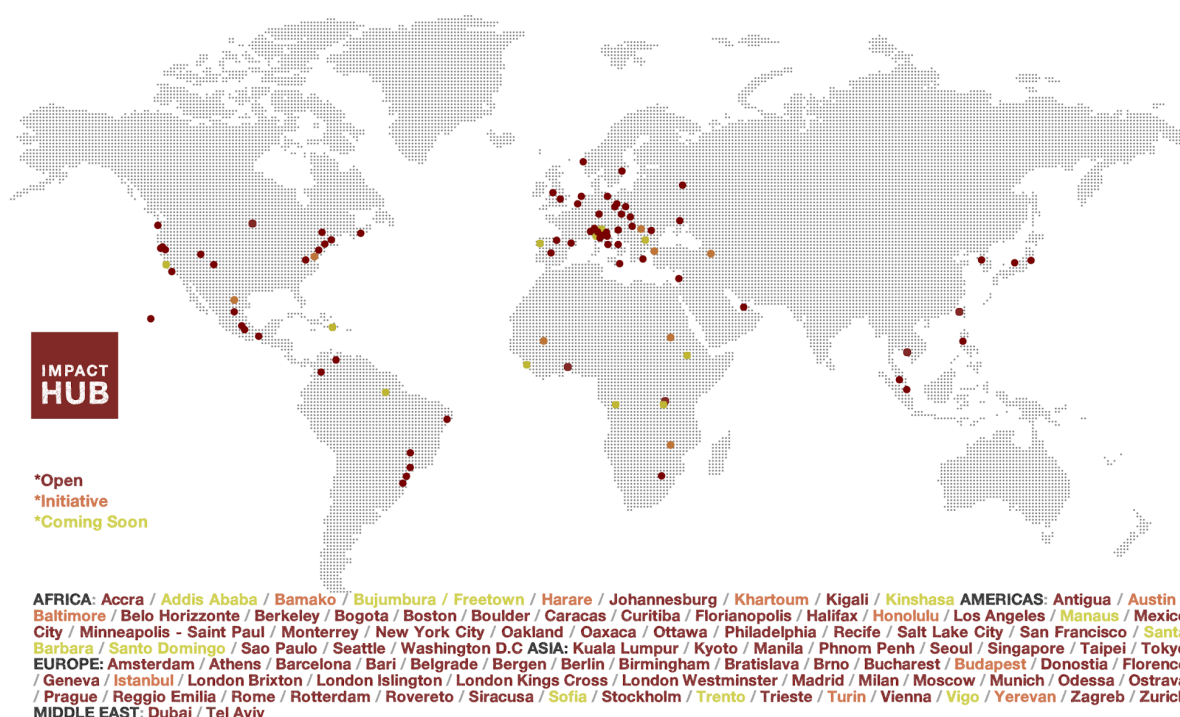 IMPACT
HUB
*Open
*Initiative
*Coming Soon
AFRICA: Accra / Addis Ababa / Bamako / Bujumbura / Freetown / Harare / Johannesburg / Khartoum / Kigali / Kinshasa AMERICAS: Antigua / Austin
Baltimore / Belo Horizzonte / Berkeley / Bogota / Boston / Boulder / Caracas / Curitiba / Florianopolis / Halifax / Honolulu / Los Angeles / Manaus / Mexico
City / Minneapolis - Saint Paul / Monterrey / New York City / Oakland / Oaxaca / Ottawa / Philadelphia / Recife / Salt Lake City / San Francisco / Santa
Barbara / Santo Domingo / Sao Paulo / Seattle / Washington D.C ASIA: Kuala Lumpur / Kyoto / Manila / Phnom Penh / Seoul / Singapore / Taipei / Tokyo
EUROPE: Amsterdam / Athens / Barcelona / Bari / Belgrade / Bergen / Berlin / Birmingham / Bratislava / Brno / Bucharest / Budapest / Donostia / Florence
/ Geneva / Istanbul / London Brixton / London Islington / London Kings Cross / London Westminster / Madrid / Milan / Moscow / Munich / Odessa / Ostrava
/ Prague / Reggio Emilia / Rome / Rotterdam / Rovereto / Siracusa / Sofia / Stockholm / Trento / Trieste / Turin / Vienna / Vigo / Yerevan / Zagreb / Zurich
MIDDLE EAST: Dubai / Tel Aviv